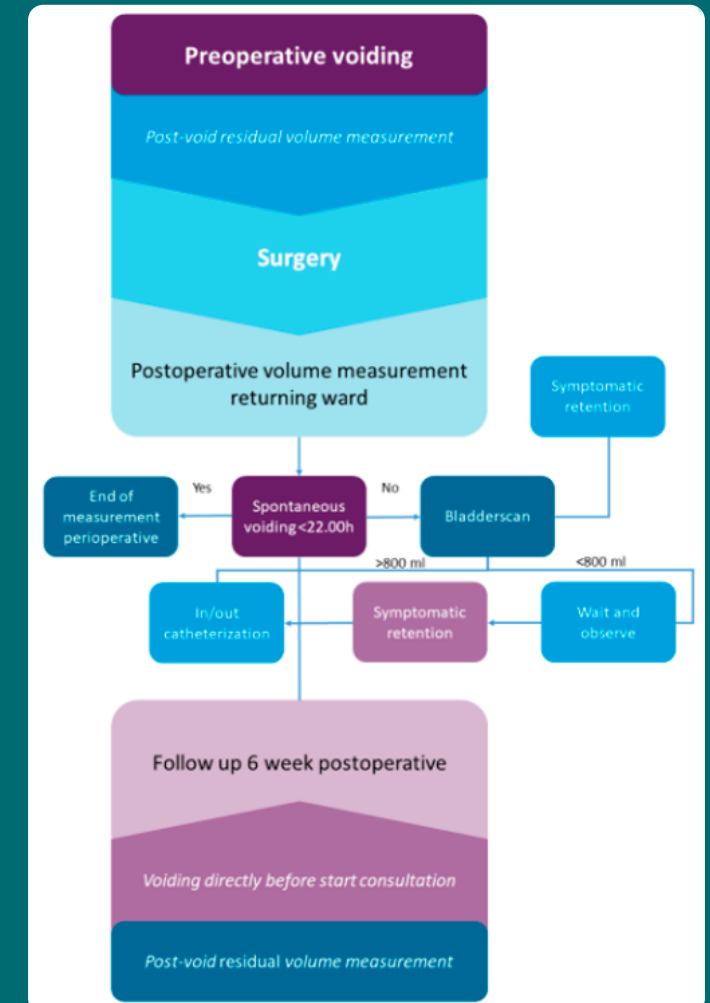 Preoperative voiding
Post-void residual volume measurement
Surgery
Postoperative volume measurement
returning ward
Symptomatic
retention
End of
measurement
perioperative
Yes
Spontaneous
voiding<22.00h
No
Bladderscan
>800 ml
<800 ml
In/out
catheterization
Symptomatic
retention
Wait and
observe
Follow up 6 week postoperative
Voiding directly before start consultation
Post-void residual volume measurement